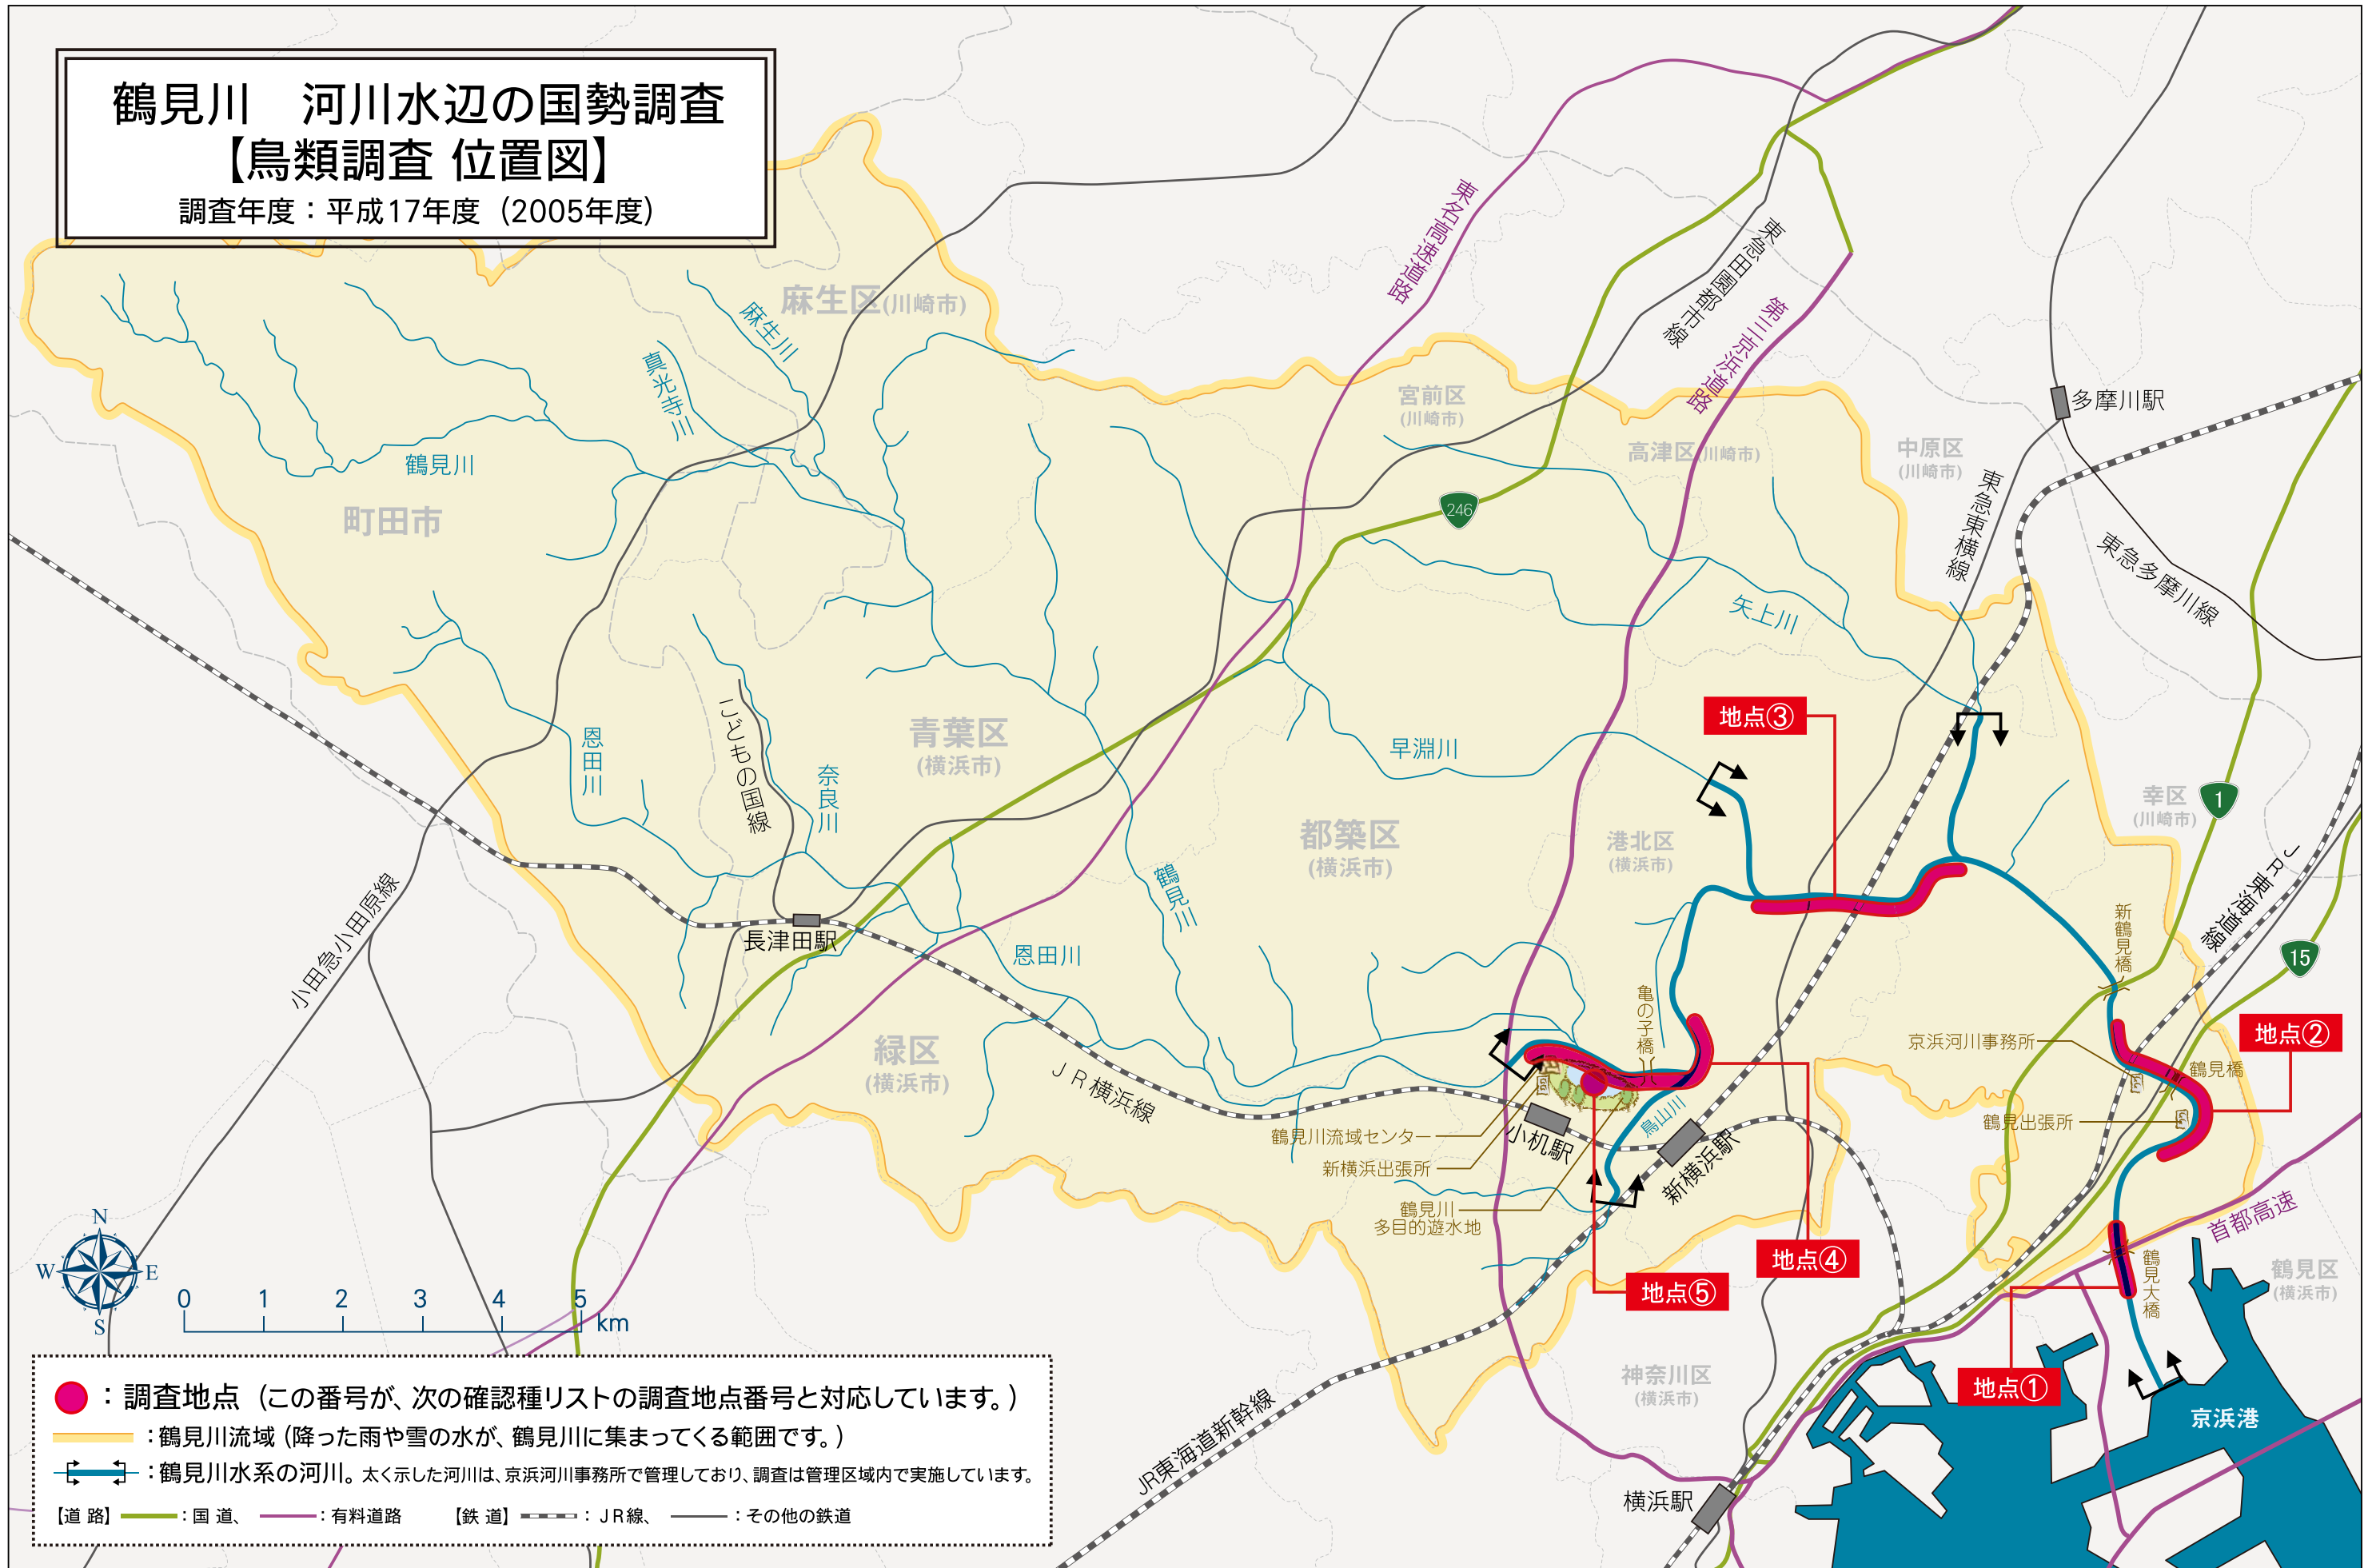 鶴見川　河川水辺の国勢調査
【鳥類調査 位置図】
調査年度：平成17年度（2005年度）
麻生区(川崎市)
麻生川
真光寺川
鶴見川
町田市
東名高速道路
東急田園都市線
第三京浜道路
宮前区
(川崎市)
高津区(川崎市)
中原区
(川崎市)
多摩川駅
246
東急東横線
東急多摩川線
矢上川
恩田川
こどもの国線
奈良川
青葉区
(横浜市)
早淵川
地点③
都築区
(横浜市)
港北区
(横浜市)
幸区
(川崎市)
1
JR東海道線
15
小田急小田原線
長津田駅
鶴見川
恩田川
緑区
(横浜市)
JR横浜線
亀の子橋
新鶴見橋
京浜河川事務所
地点②
鶴見橋
鶴見出張所
鶴見川流域センター
新横浜出張所
鶴見川
多目的遊水地
小机駅
鳥山川
新横浜駅
地点④
地点⑤
首都高速
鶴見大橋
鶴見区
(横浜市)
地点①
京浜港
神奈川区
(横浜市)
JR東海道新幹線
横浜駅
N
W
E
S
0 1 2 3 4 5 km
：調査地点（この番号が、次の確認種リストの調査地点番号と対応しています。）
：鶴見川流域（降った雨や雪の水が、鶴見川に集まってくる範囲です。）
：鶴見川水系の河川。太く示した河川は、京浜河川事務所で管理しており、調査は管理区域内で実施しています。
【道 路】 ：国 道、 ：有料道路 【鉄 道】 ：JR線、 ：その他の鉄道